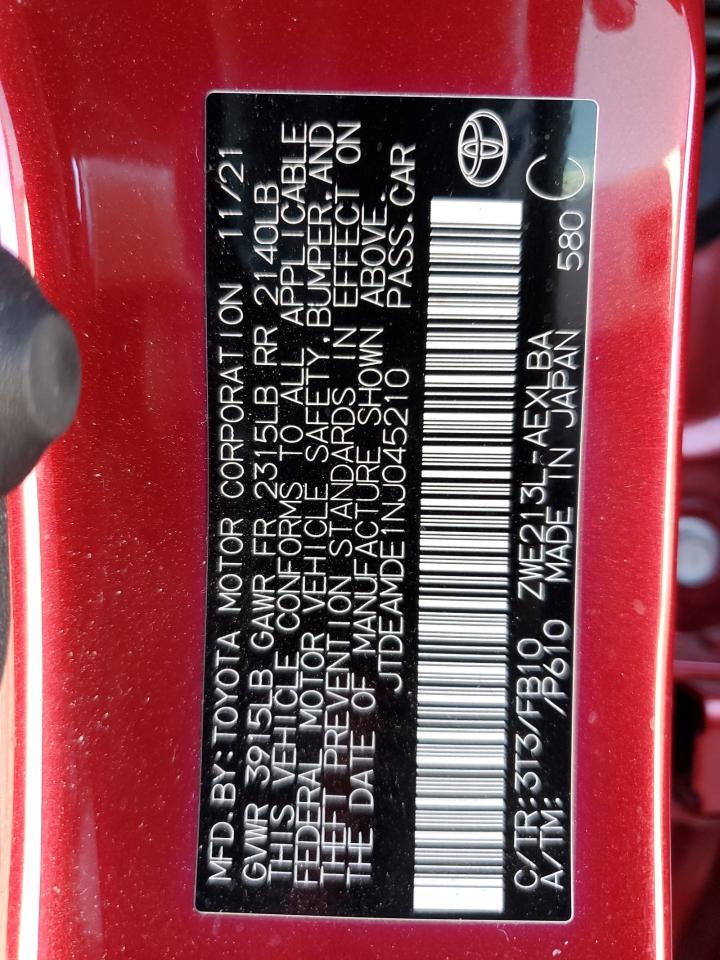 MFD. BY: TOYOTA MOTOR CORPORATION 11/21
GVWR 3915LB GAWR FR 2315LB RR 2140LB
THIS VEHICLE CONFORMS TO ALL APPLICABLE
FEDERAL MOTOR VEHICLE SAFETY, BUMPER, AND
THEFT PREVENTION STANDARDS IN EFFECT ON
THE DATE OF MANUFACTURE SHOWN ABOVE.
JTDEAMDE1NJ045210 PASS. CAR
C/TR: 3T3/FB10 ZWE213L-AEXLBA 580 C
A/TM: /P610 MADE IN JAPAN